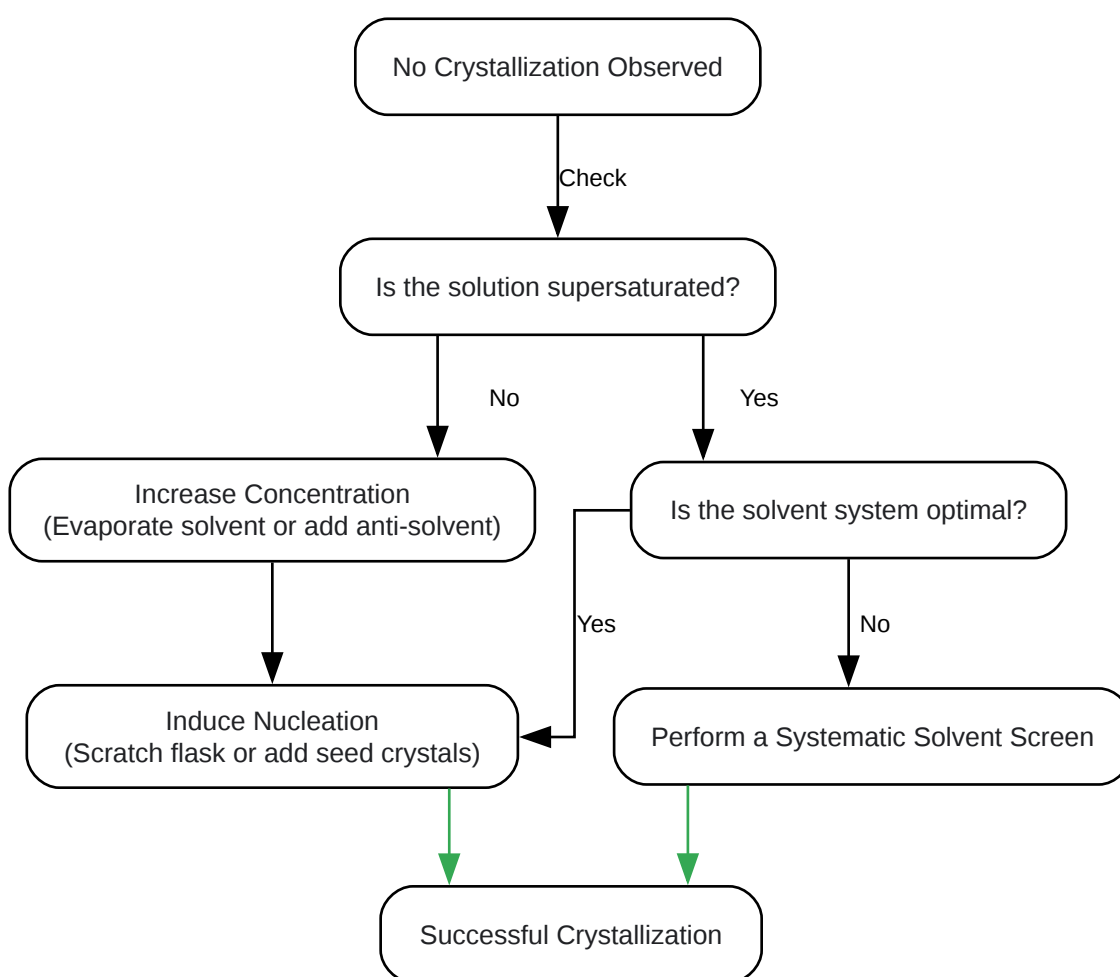 No Crystallization Observed
Check
Is the solution supersaturated?
No
Yes
Increase Concentration
(Evaporate solvent or add anti-solvent)
Is the solvent system optimal?
Yes
No
Induce Nucleation
(Scratch flask or add seed crystals)
Perform a Systematic Solvent Screen
Successful Crystallization